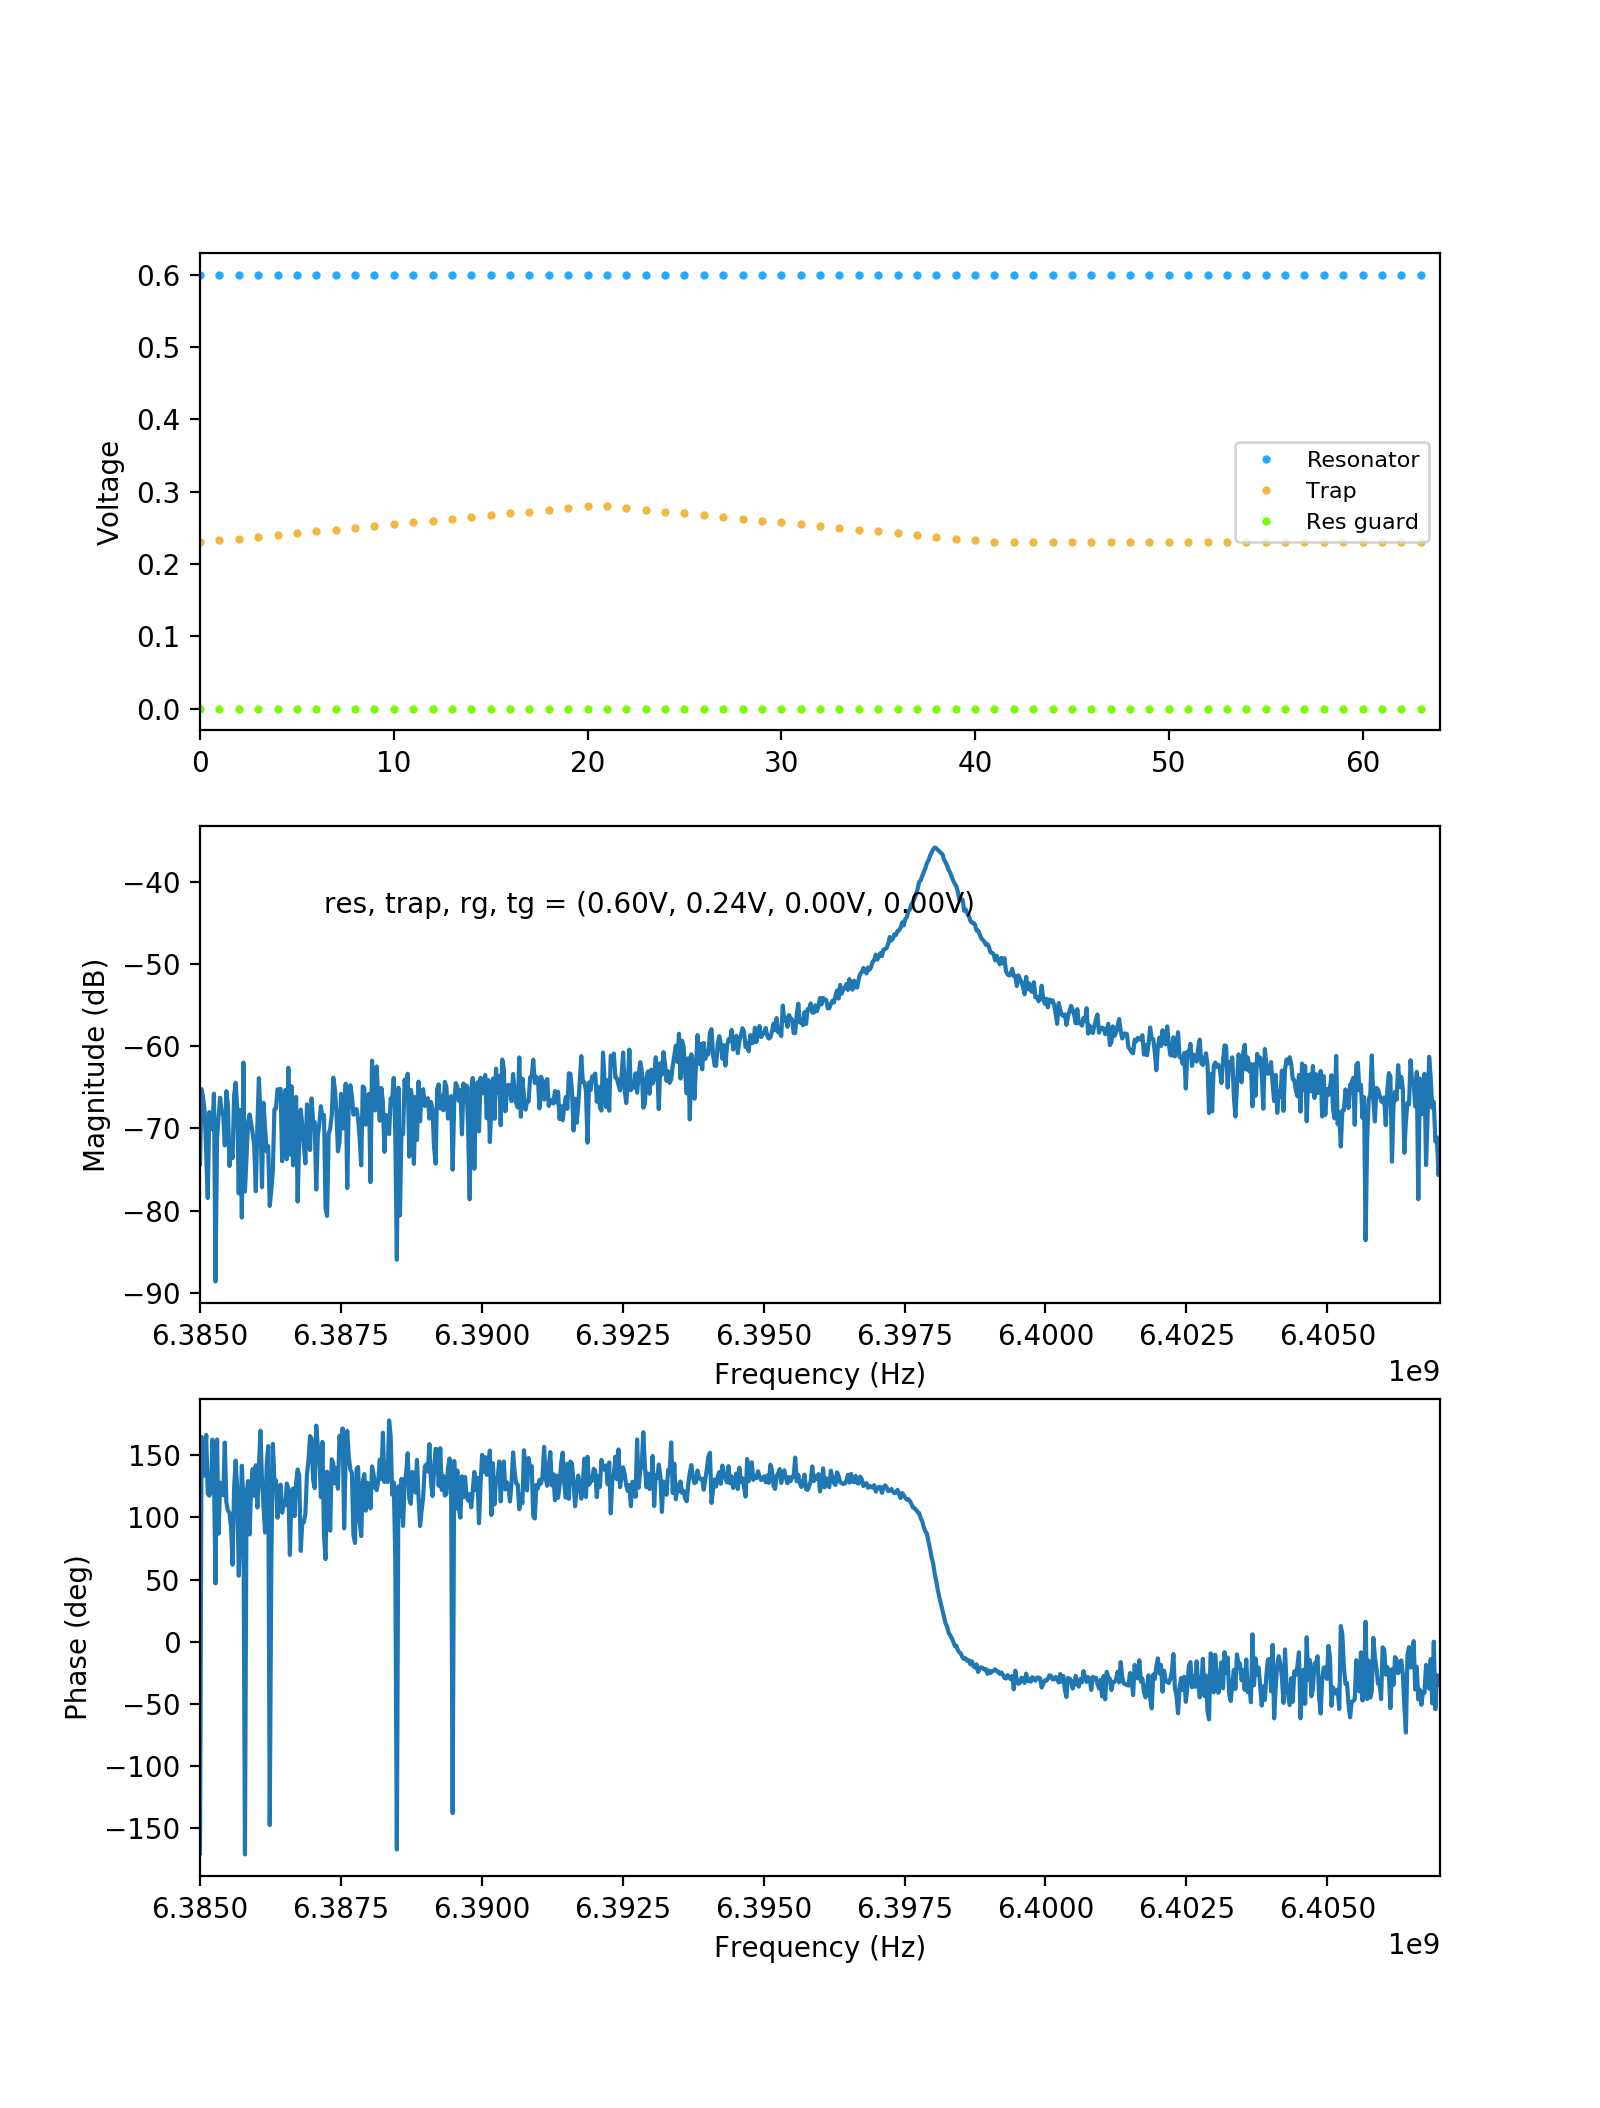 0.6
0.5
0.4
0.3
0.2
0.1
0.0
Voltage
Resonator
Trap
Res guard
0 10 20 30 40 50 60
−40
−50
−60
−70
−80
−90
Magnitude (dB)
res, trap, rg, tg = (0.60V, 0.24V, 0.00V, 0.00V)
6.3850 6.3875 6.3900 6.3925 6.3950 6.3975 6.4000 6.4025 6.4050
1e9
Frequency (Hz)
150
100
50
0
−50
−100
−150
Phase (deg)
6.3850 6.3875 6.3900 6.3925 6.3950 6.3975 6.4000 6.4025 6.4050
1e9
Frequency (Hz)